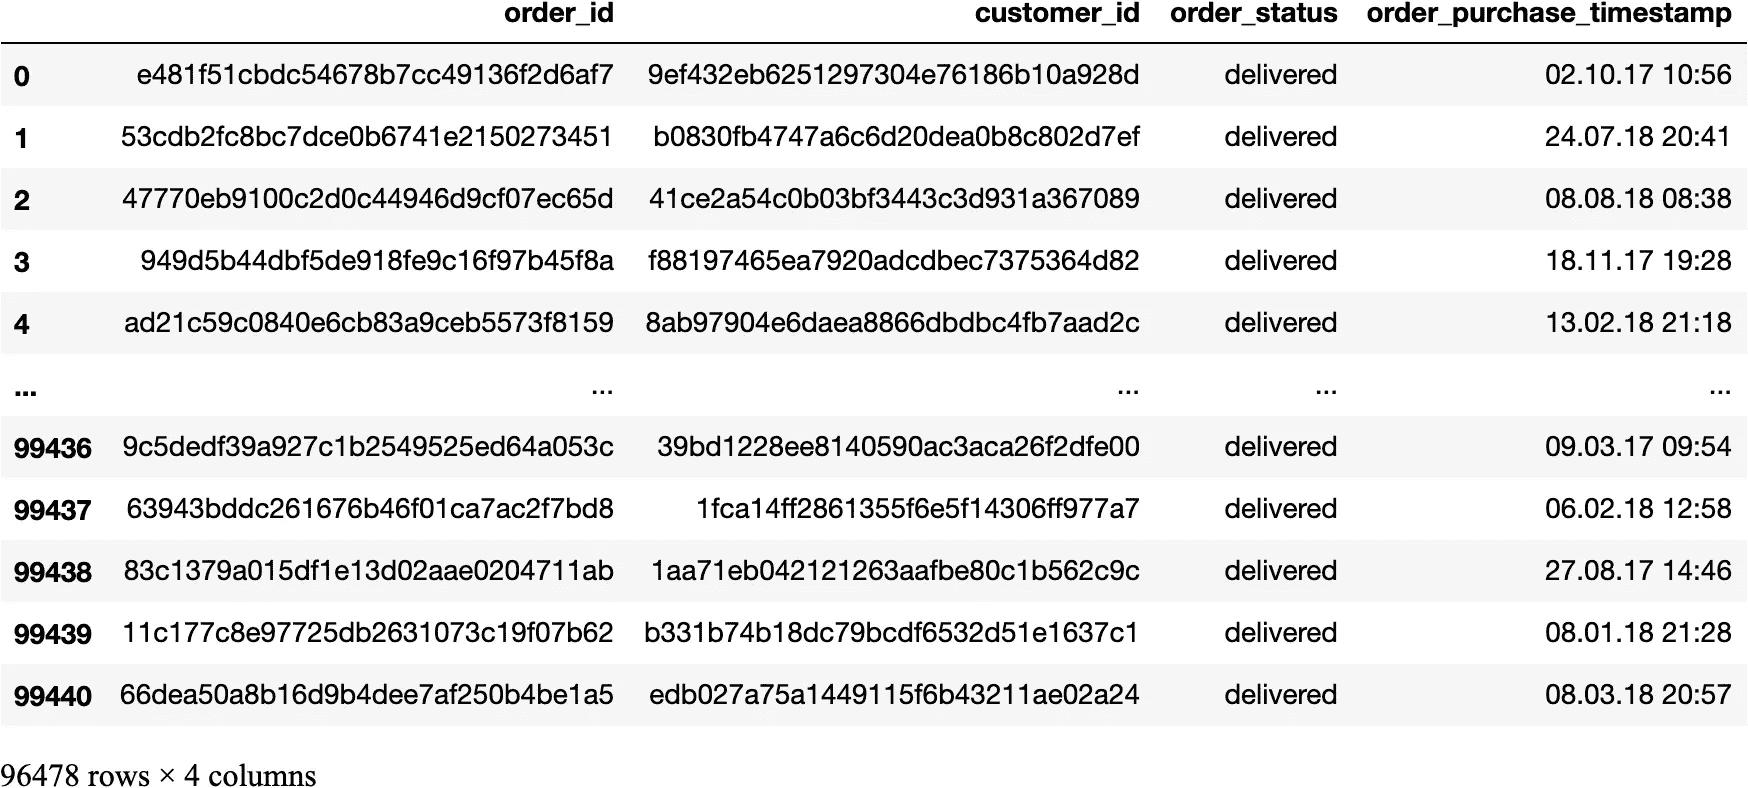 order_id customer_id order_status order_purchase_timestamp
0 e481f51cbdc54678b7cc49136f2d6af7 9ef432eb6251297304e76186b10a928d delivered 02.10.17 10:56
1 53cdb2fc8bc7dce0b6741e2150273451 b0830fb4747a6c6d20dea0b8c802d7ef delivered 24.07.18 20:41
2 47770eb9100c2d0c44946d9cf07ec65d 41ce2a54c0b03bf3443c3d931a367089 delivered 08.08.18 08:38
3 949d5b44dbf5de918fe9c16f97b45f8a f88197465ea7920adcdbec7375364d82 delivered 18.11.17 19:28
4 ad21c59c0840e6cb83a9ceb5573f8159 8ab97904e6daea8866dbdbc4fb7aad2c delivered 13.02.18 21:18
... ... ... ... ...
99436 9c5dedf39a927c1b2549525ed64a053c 39bd1228ee8140590ac3aca26f2dfe00 delivered 09.03.17 09:54
99437 63943bddc261676b46f01ca7ac2f7bd8 1fca14ff2861355f6e5f14306ff977a7 delivered 06.02.18 12:58
99438 83c1379a015df1e13d02aae0204711ab 1aa71eb042121263aafbe80c1b562c9c delivered 27.08.17 14:46
99439 11c177c8e97725db2631073c19f07b62 b331b74b18dc79bcdf6532d51e1637c1 delivered 08.01.18 21:28
99440 66dea50a8b16d9b4dee7af250b4be1a5 edb027a75a1449115f6b43211ae02a24 delivered 08.03.18 20:57
96478 rows × 4 columns